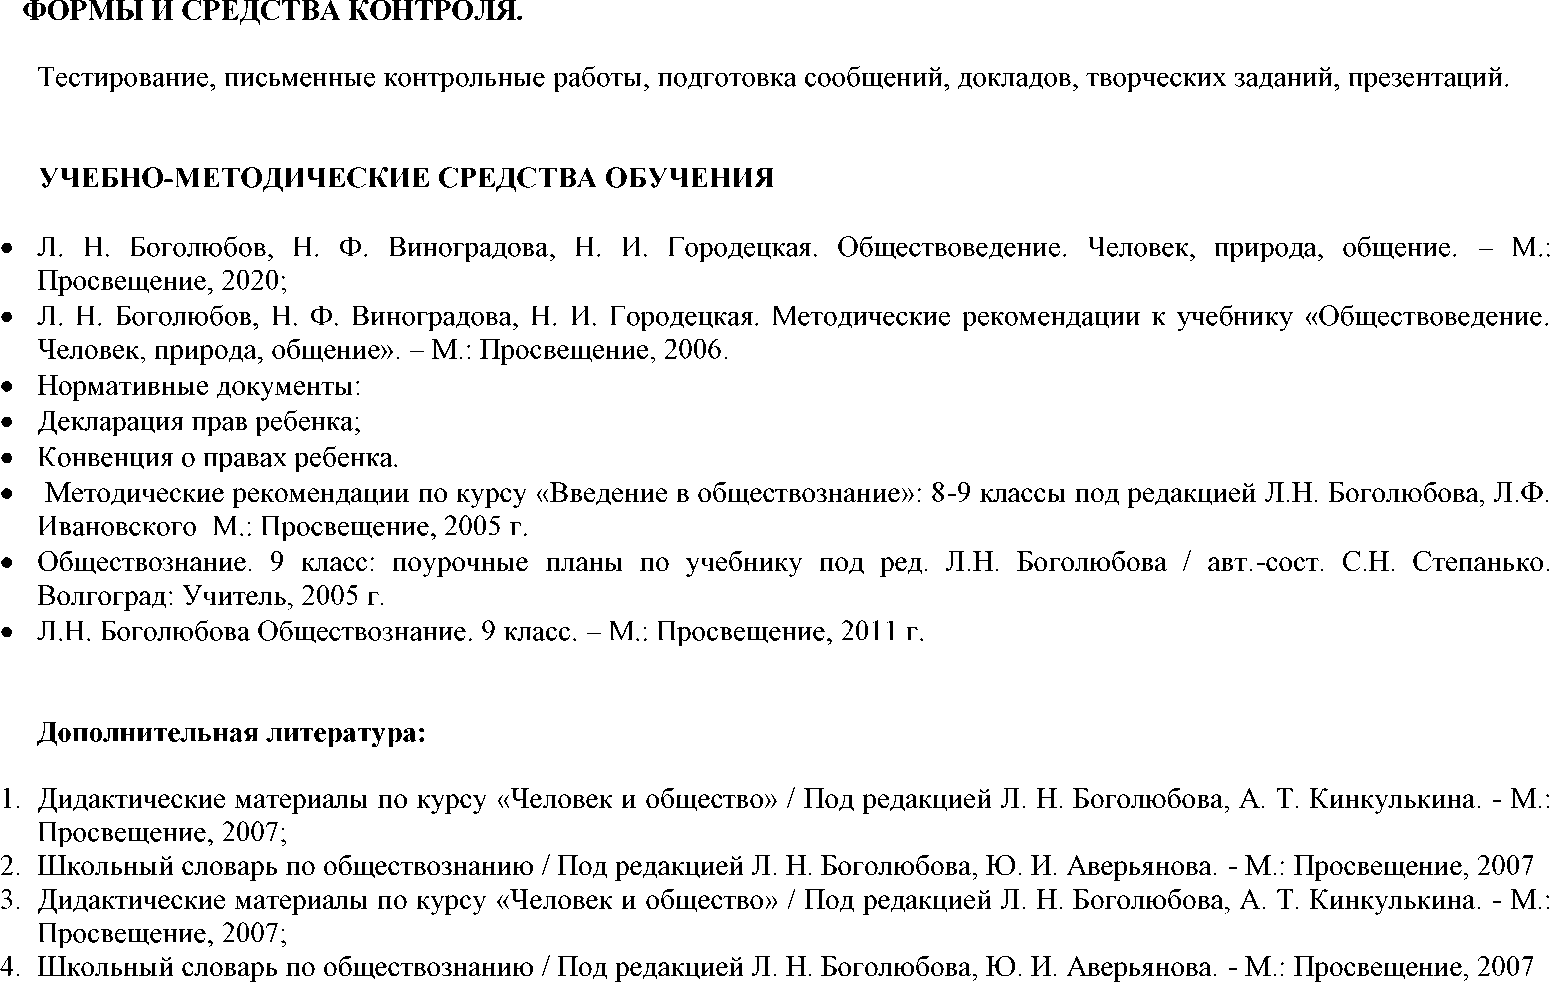 ФОРМЫ И СРЕДСТВА КОНТРОЛЯ.
Тестирование, письменные контрольные работы, подготовка сообщений, докладов, творческих заданий, презентаций.
УЧЕБНО-МЕТОДИЧЕСКИЕ СРЕДСТВА ОБУЧЕНИЯ
• Л. Н. Боголюбов, Н. Ф. Виноградова, Н. И. Городецкая. Обществоведение. Человек, природа, общение. – М.:
Просвещение, 2020;
• Л. Н. Боголюбов, Н. Ф. Виноградова, Н. И. Городецкая. Методические рекомендации к учебнику «Обществоведение.
Человек, природа, общение». – М.: Просвещение, 2006.
• Нормативные документы:
• Декларация прав ребенка;
• Конвенция о правах ребенка.
• Методические рекомендации по курсу «Введение в обществознание»: 8-9 классы под редакцией Л.Н. Боголюбова, Л.Ф.
Ивановского М.: Просвещение, 2005 г.
• Обществознание. 9 класс: поурочные планы по учебнику под ред. Л.Н. Боголюбова / авт.-сост. С.Н. Степанько.
Волгоград: Учитель, 2005 г.
• Л.Н. Боголюбова Обществознание. 9 класс. – М.: Просвещение, 2011 г.
Дополнительная литература:
1. Дидактические материалы по курсу «Человек и общество» / Под редакцией Л. Н. Боголюбова, А. Т. Кинкулькина. - М.:
Просвещение, 2007;
2. Школьный словарь по обществознанию / Под редакцией Л. Н. Боголюбова, Ю. И. Аверьянова. - М.: Просвещение, 2007
3. Дидактические материалы по курсу «Человек и общество» / Под редакцией Л. Н. Боголюбова, А. Т. Кинкулькина. - М.:
Просвещение, 2007;
4. Школьный словарь по обществознанию / Под редакцией Л. Н. Боголюбова, Ю. И. Аверьянова. - М.: Просвещение, 2007